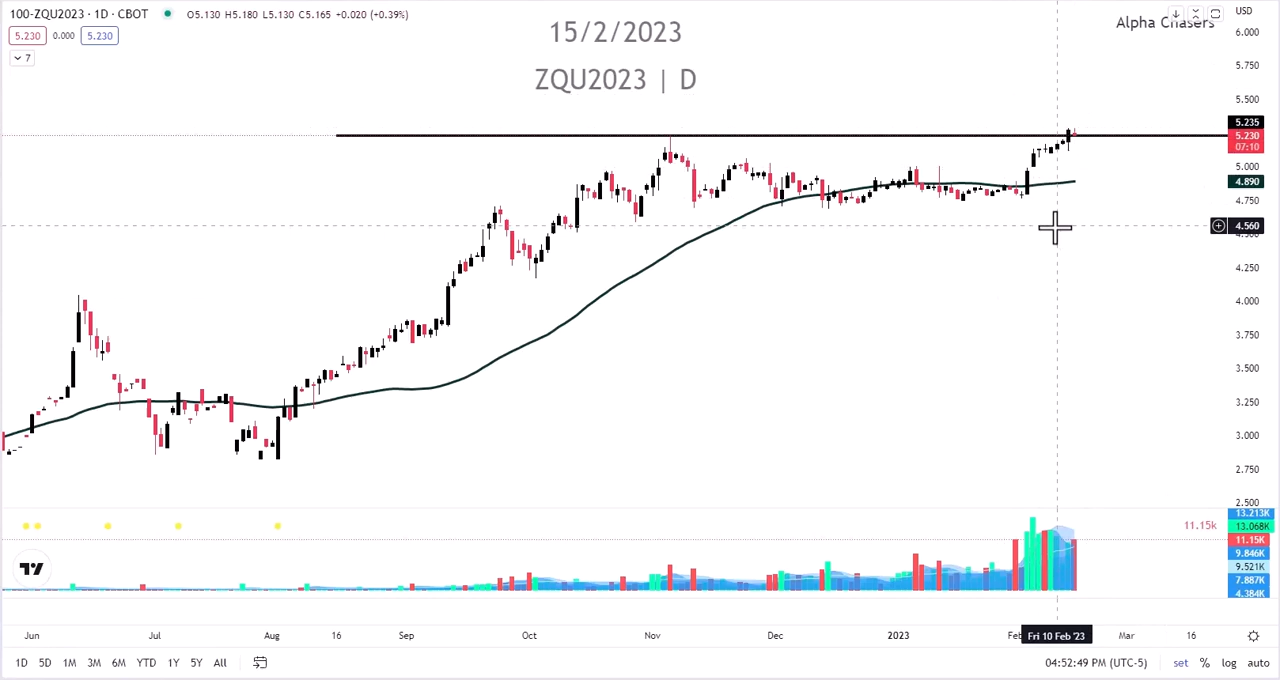 100-ZQU2023 · 1D · CBOT O5.130 H5.180 L5.130 C5.165 +0.020 (+0.39%)
5.230 0.000 5.230
7
15/2/2023
ZQU2023 | D
Alpha Chasers
USD
6.000
5.750
5.500
5.235
5.230
07:10
5.000
4.890
4.750
4.560
4.250
4.000
3.750
3.500
3.250
3.000
2.750
2.500
13.213K
11.15k
13.068K
11.15K
9.846K
9.521K
7.887K
4.384K
Jun Jul Aug 16 Sep Oct Nov Dec 2023 Fri 10 Feb '23 Mar 16
1D 5D 1M 3M 6M YTD 1Y 5Y All 04:52:49 PM (UTC-5) set % log auto